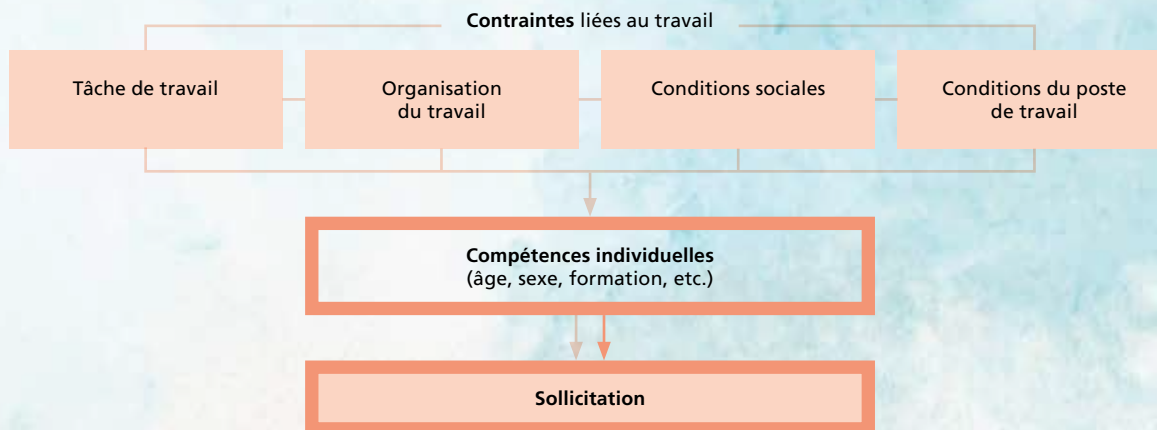 Contraintes liées au travail
Tâche de travail
Organisation
du travail
Conditions sociales
Conditions du poste
de travail
Compétences individuelles
(âge, sexe, formation, etc.)
Sollicitation